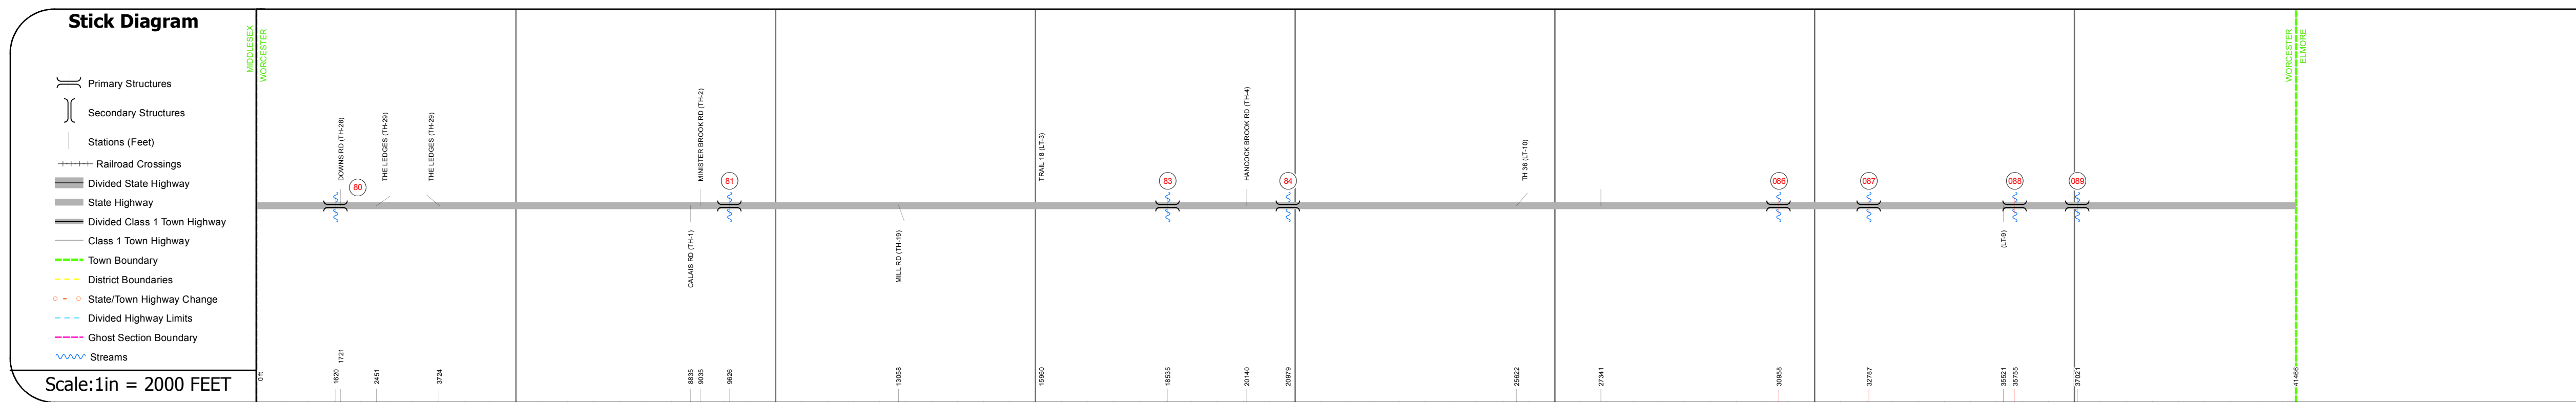 Stick Diagram
Primary Structures
Secondary Structures
Stations (Feet)
Railroad Crossings
Divided State Highway
State Highway
Divided Class 1 Town Highway
Class 1 Town Highway
Town Boundary
District Boundaries
State/Town Highway Change
Divided Highway Limits
Ghost Section Boundary
Streams
Scale:1in = 2000 FEET
MIDDLESEX
WORCESTER
DOWNS RD (TH-28)
80
THE LEDGES (TH-29)
THE LEDGES (TH-29)
CALAIS RD (TH-1)
MINISTER BROOK RD (TH-2)
81
MILL RD (TH-19)
TRAIL 18 (LT-3)
83
HANCOCK BROOK RD (TH-4)
84
TH 36 (LT-10)
086
087
(LT-9)
088
089
WORCESTER
ELMORE
0 ft
1620
1721
2451
3724
8835
9035
9626
13058
15960
18535
20140
20979
25622
27341
30958
32787
35521
35755
37021
41466